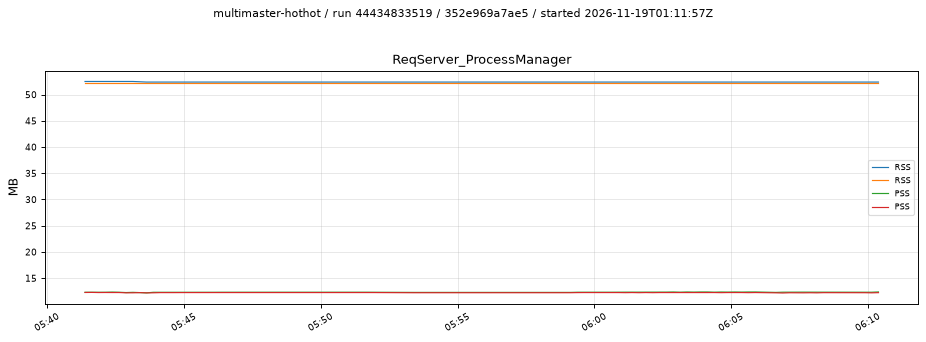 multimaster-hothot / run 44434833519 / 352e969a7ae5 / started 2026-11-19T01:11:57Z
ReqServer_ProcessManager
MB
50
45
40
35
30
25
20
15
RSS
RSS
PSS
PSS
05:40
05:45
05:50
05:55
06:00
06:05
06:10